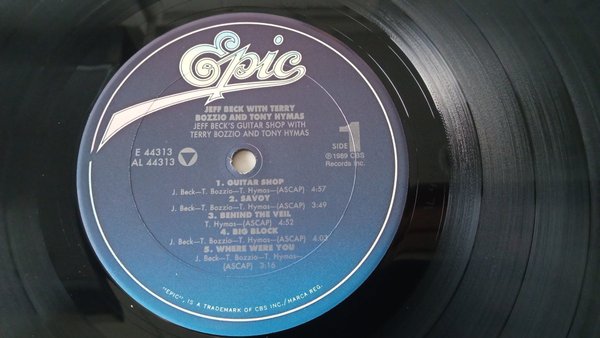 Epic
JEFF BECK WITH TERRY
BOZZIO AND TONY HYMAS
JEFF BECK'S GUITAR SHOP WITH
TERRY BOZZIO AND TONY HYMAS
E 44313
AL 44313
SIDE 1
℗1989 CBS
Records Inc.
1. GUITAR SHOP
J. Beck—T. Bozzio—T. Hymas—(ASCAP) 4:57
2. SAVOY
J. Beck—T. Bozzio—T. Hymas—(ASCAP) 3:49
3. BEHIND THE VEIL
T. Hymas—(ASCAP) 4:52
4. BIG BLOCK
J. Beck—T. Bozzio—T. Hymas—(ASCAP) 4:03
5. WHERE WERE YOU
J. Beck—T. Bozzio—T. Hymas—
(ASCAP) 3:16
"EPIC", IS A TRADEMARK OF CBS INC./MARCA REG.